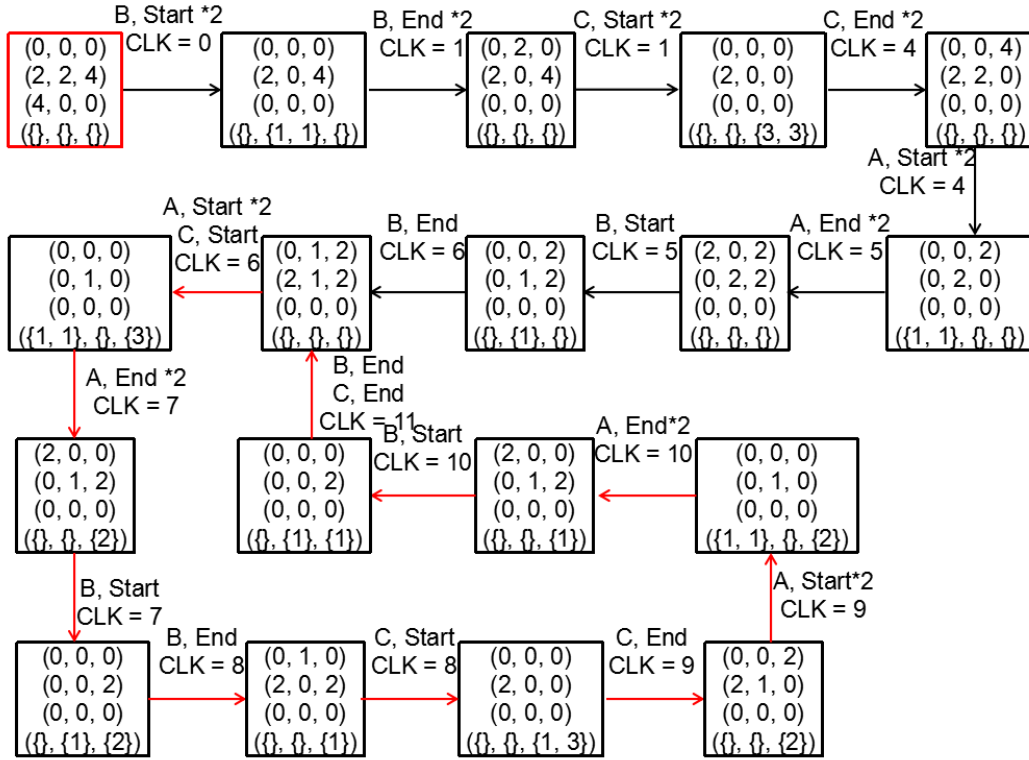 B, Start *2
CLK = 0
B, End *2
CLK = 1
C, Start *2
CLK = 1
C, End *2
CLK = 4
(0, 0, 0)
(2, 2, 4)
(4, 0, 0)
({}, {}, {})
(0, 0, 0)
(2, 0, 4)
(0, 0, 0)
({}, {1, 1}, {})
(0, 2, 0)
(2, 0, 4)
(0, 0, 0)
({}, {}, {})
(0, 0, 0)
(2, 0, 0)
(0, 0, 0)
({}, {}, {3, 3})
(0, 0, 4)
(2, 2, 0)
(0, 0, 0)
({}, {}, {})
A, Start *2
CLK = 4
A, Start *2
C, Start
CLK = 6
B, End
CLK = 6
B, Start
CLK = 5
A, End *2
CLK = 5
(0, 0, 0)
(0, 1, 0)
(0, 0, 0)
({1, 1}, {}, {3})
(0, 1, 2)
(2, 1, 2)
(0, 0, 0)
({}, {}, {})
(0, 0, 2)
(0, 1, 2)
(0, 0, 0)
({}, {1}, {})
(2, 0, 2)
(0, 2, 2)
(0, 0, 0)
({}, {}, {})
(0, 0, 2)
(0, 2, 0)
(0, 0, 0)
({1, 1}, {}, {})
A, End *2
CLK = 7
B, End
C, End
CLK = 11
B, Start
CLK = 10
A, End*2
CLK = 10
(2, 0, 0)
(0, 1, 2)
(0, 0, 0)
({}, {}, {2})
(0, 0, 0)
(0, 0, 2)
(0, 0, 0)
({}, {1}, {1})
(2, 0, 0)
(0, 1, 2)
(0, 0, 0)
({}, {}, {1})
(0, 0, 0)
(0, 1, 0)
(0, 0, 0)
({1, 1}, {}, {2})
B, Start
CLK = 7
A, Start*2
CLK = 9
B, End
CLK = 8
C, Start
CLK = 8
C, End
CLK = 9
(0, 0, 0)
(0, 0, 2)
(0, 0, 0)
({}, {1}, {2})
(0, 1, 0)
(2, 0, 2)
(0, 0, 0)
({}, {}, {1})
(0, 0, 0)
(2, 0, 0)
(0, 0, 0)
({}, {}, {1, 3})
(0, 0, 2)
(2, 1, 0)
(0, 0, 0)
({}, {}, {2})